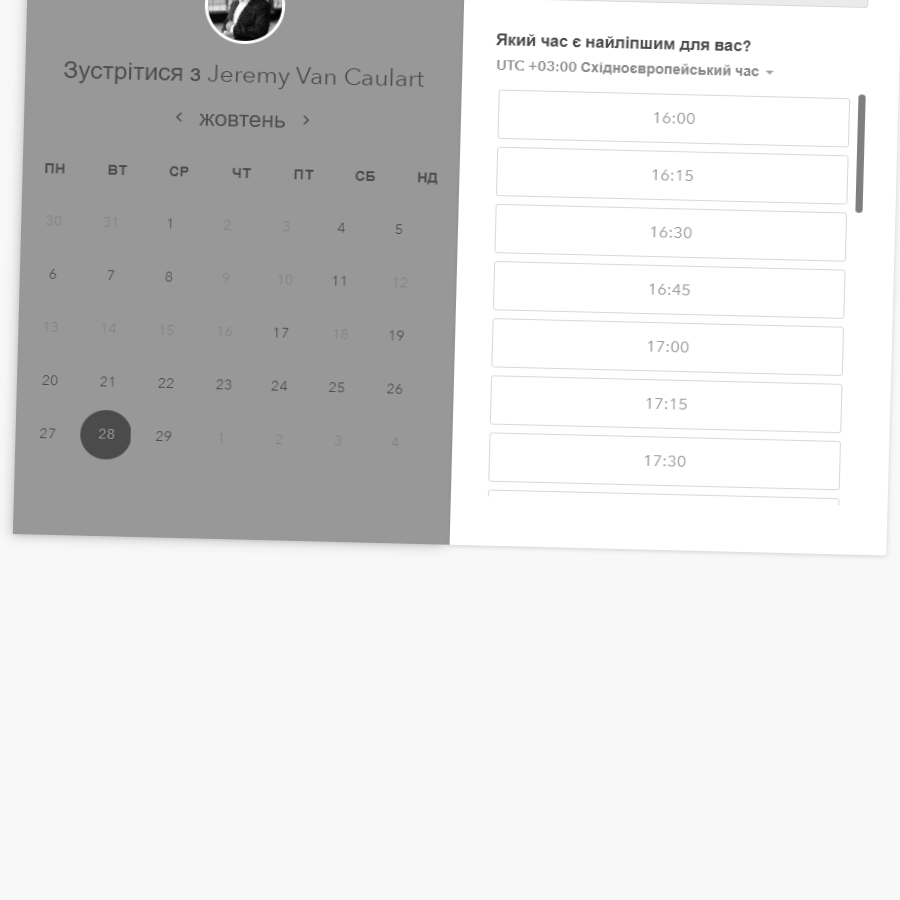 Зустрітися з Jeremy Van Caulart
жовтень
ПН ВТ СР ЧТ ПТ СБ НД
30 31 1 2 3 4 5
6 7 8 9 10 11 12
13 14 15 16 17 18 19
20 21 22 23 24 25 26
27 28 29 1 2 3 4
Який час є найліпшим для вас?
UTC +03:00 Східноєвропейський час
16:00
16:15
16:30
16:45
17:00
17:15
17:30